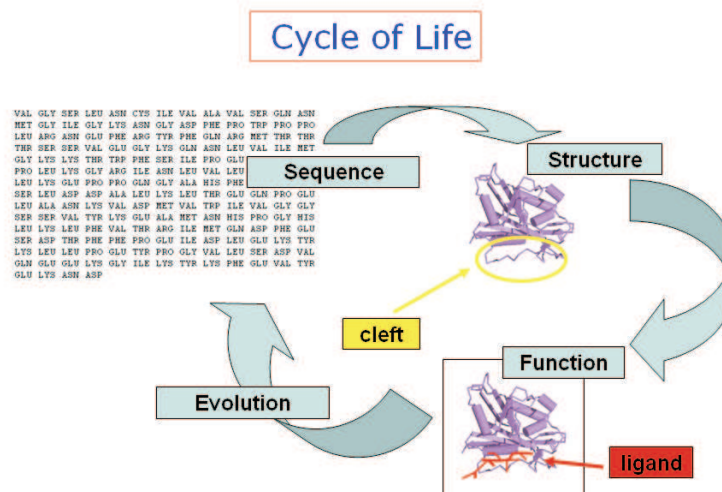 Cycle of Life
VAL GLY SER LEU ASN CYS ILE VAL ALA VAL SER GLN ASN
MET GLY ILE GLY LYS ASN GLY ASP PHE PRO TRP PRO PRO
LEU ARG ASN GLU PHE ARG TYR PHE GLN ARG MET THR THR
THR SER SER VAL GLU GLY LYS GLN ASN LEU VAL ILE MET
GLY LYS LYS THR TRP PHE SER ILE PRO GLU
PRO LEU LYS GLY ARG ILE ASN LEU VAL LEU
LEU LYS GLU PRO PRO GLN GLY ALA HIS PHE
SER LEU ASP ASP ALA LEU LYS LEU THR GLU GLN PRO GLU
LEU ALA ASN LYS VAL ASP MET VAL TRP ILE VAL GLY GLY
SER SER VAL TYR LYS GLU ALA MET ASN HIS PRO GLY HIS
LEU LYS LEU PHE VAL THR ARG ILE MET GLN ASP PHE GLU
SER ASP THR PHE PHE PRO GLU ILE ASP LEU GLU LYS TYR
LYS LEU LEU PRO GLU TYR PRO GLY VAL LEU SER ASP VAL
GLN GLU GLU LYS GLY ILE LYS TYR LYS PHE GLU VAL TYR
GLU LYS ASN ASP
Sequence
Structure
cleft
Function
Evolution
ligand